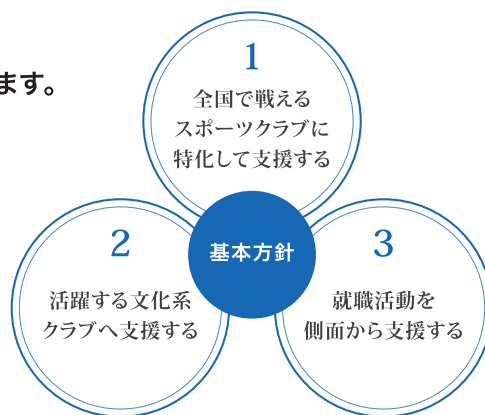 ます。
1
全国で戦える
スポーツクラブに
特化して支援する
基本方針
2
活躍する文化系
クラブへ支援する
3
就職活動を
側面から支援する